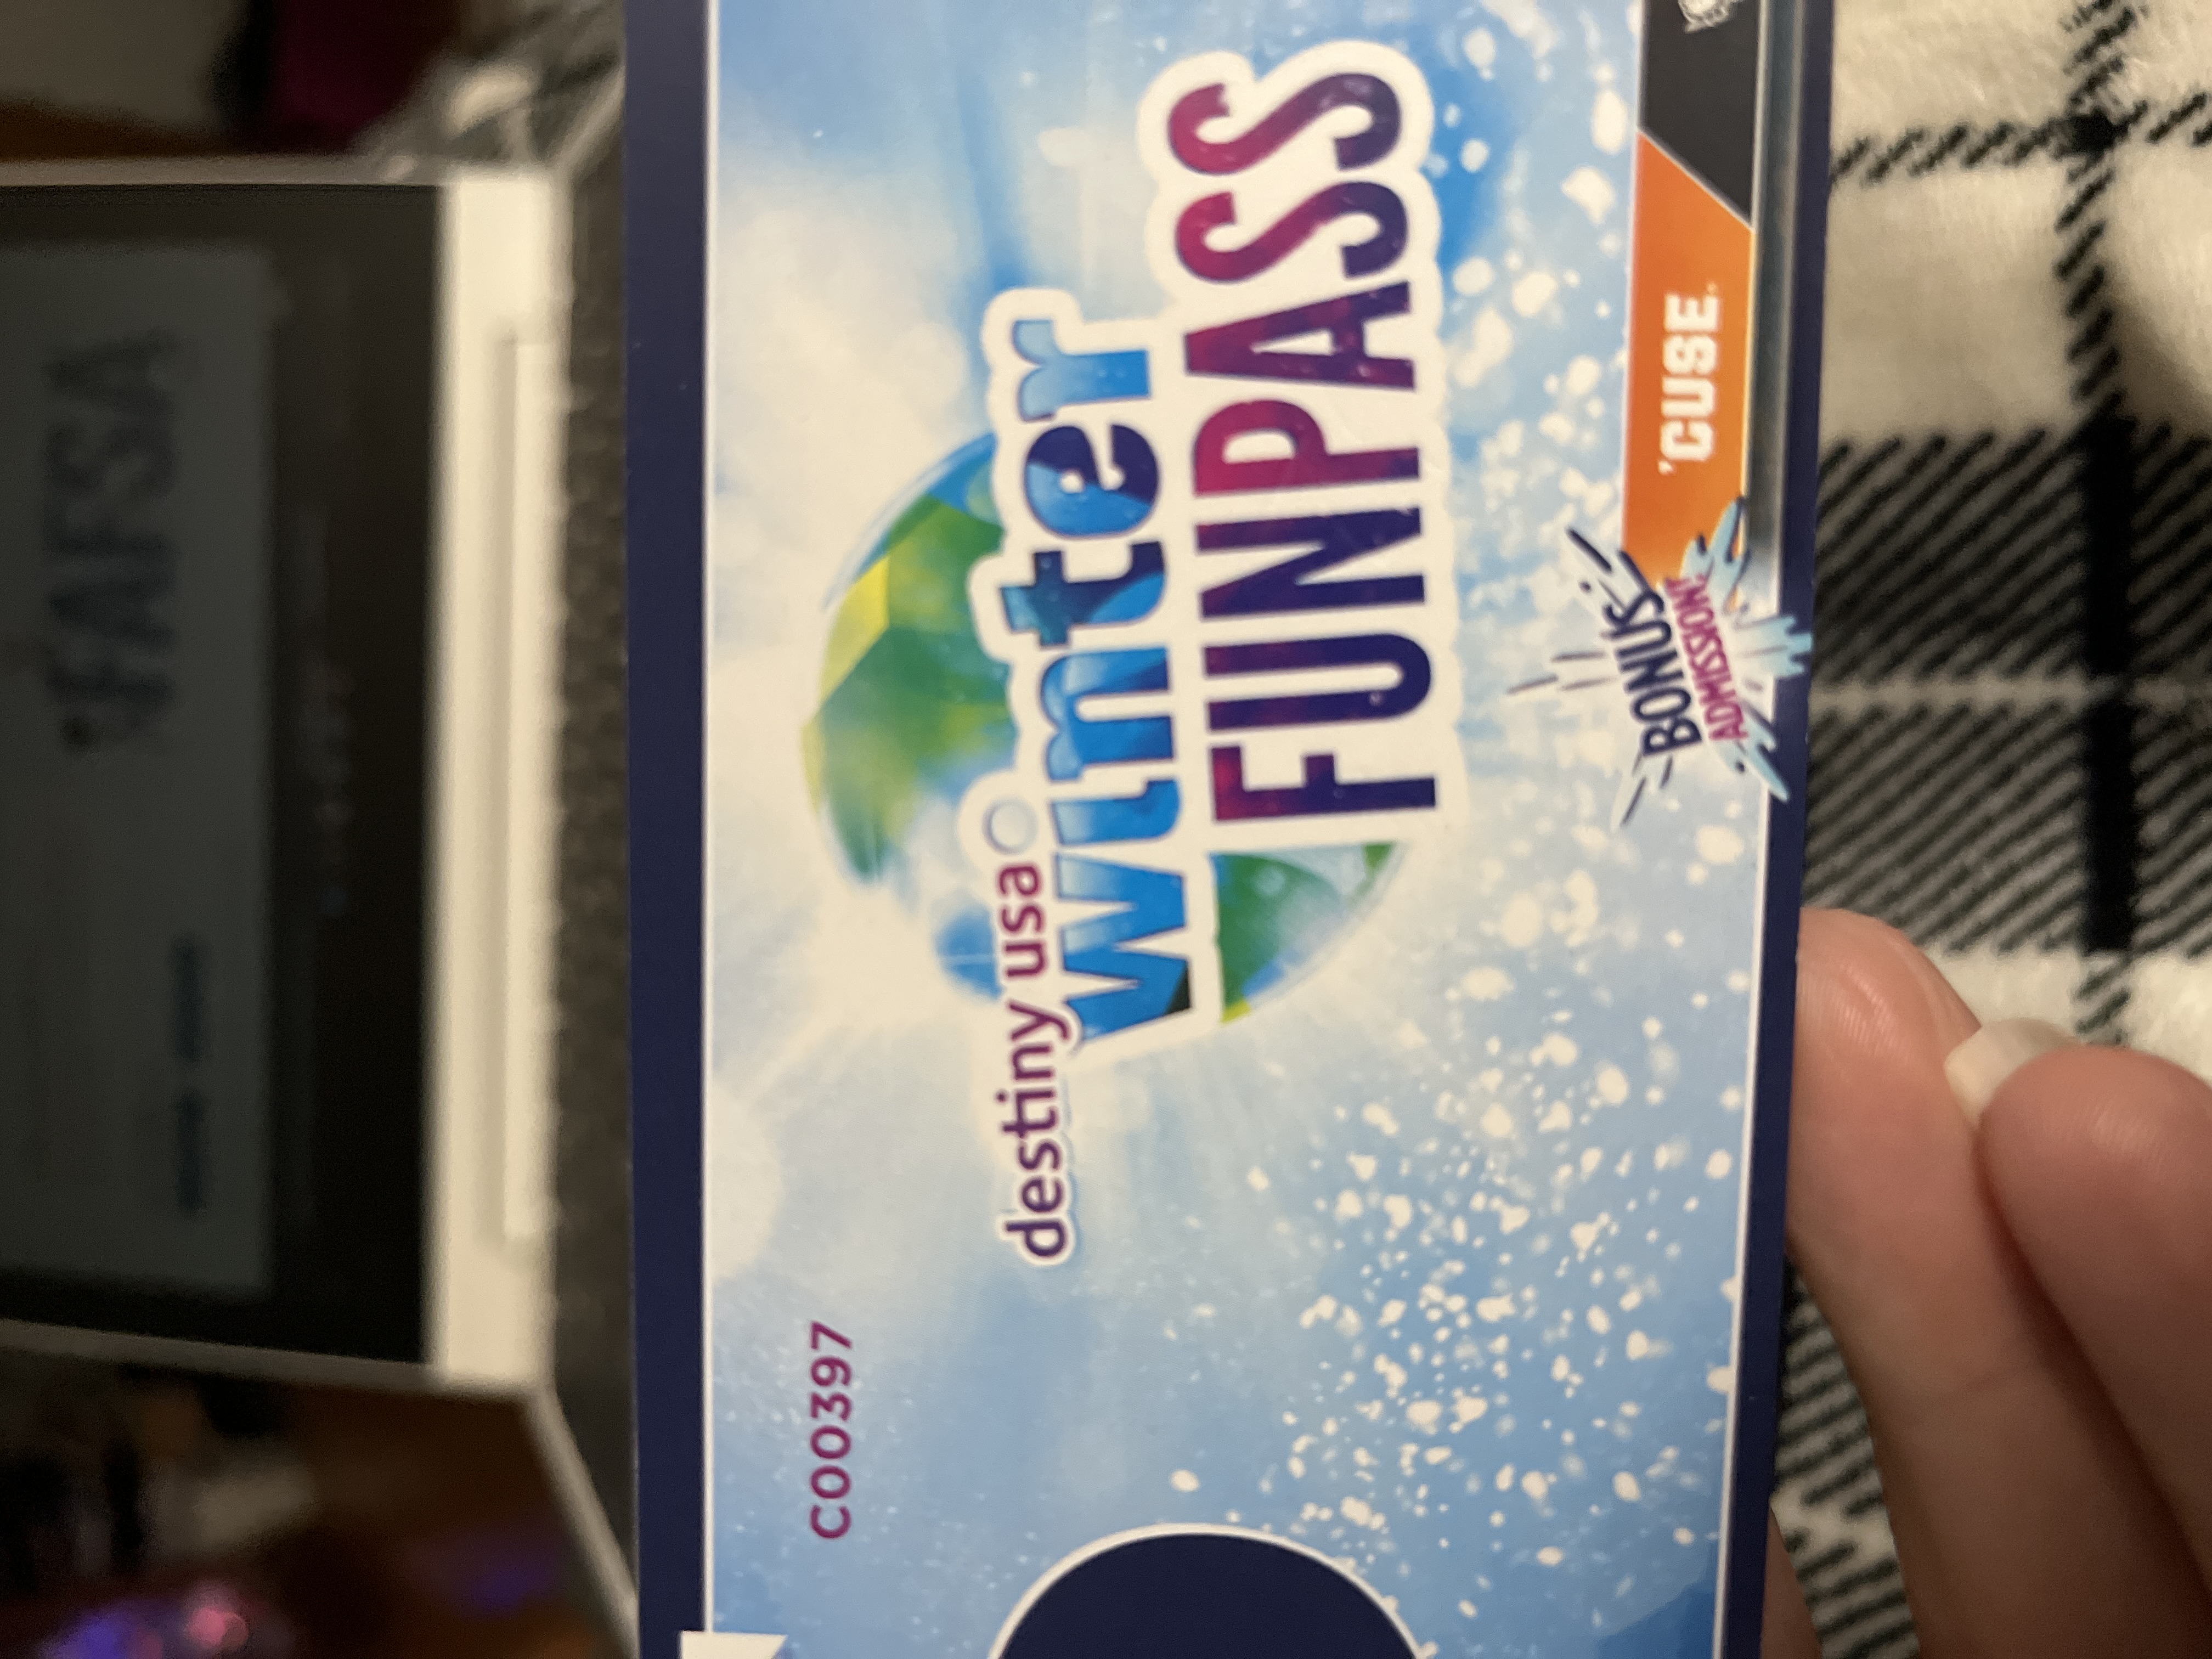 FAFSA
C00397
destiny usa
winter
FUNPASS
BONUS
ADMISSION!
'CUSE